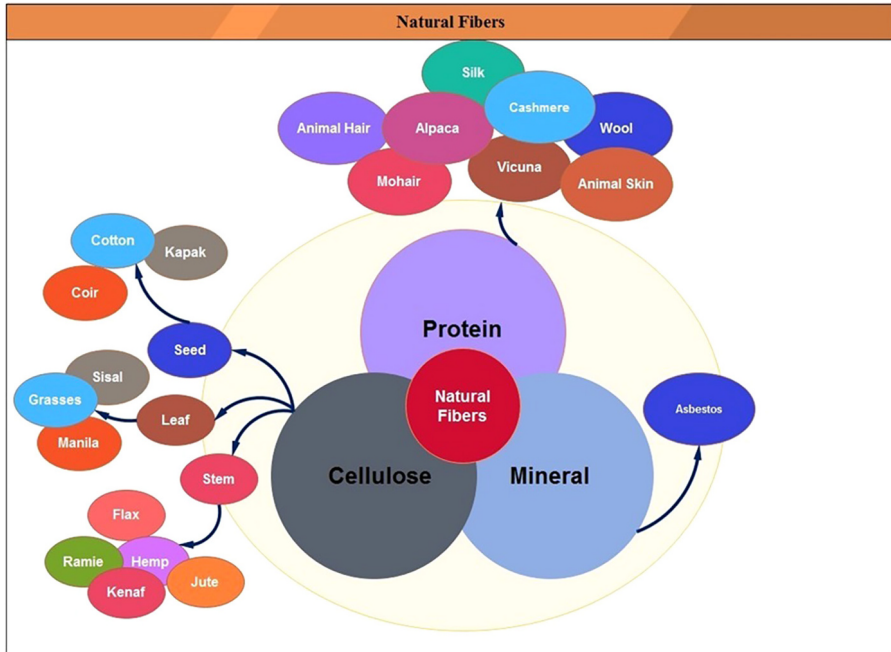 Natural Fibers
Silk
Cashmere
Animal Hair
Alpaca
Wool
Mohair
Vicuna
Animal Skin
Cotton
Kapak
Coir
Protein
Seed
Sisal
Grasses
Leaf
Manila
Natural
Fibers
Asbestos
Cellulose
Mineral
Stem
Flax
Ramie
Hemp
Jute
Kenaf